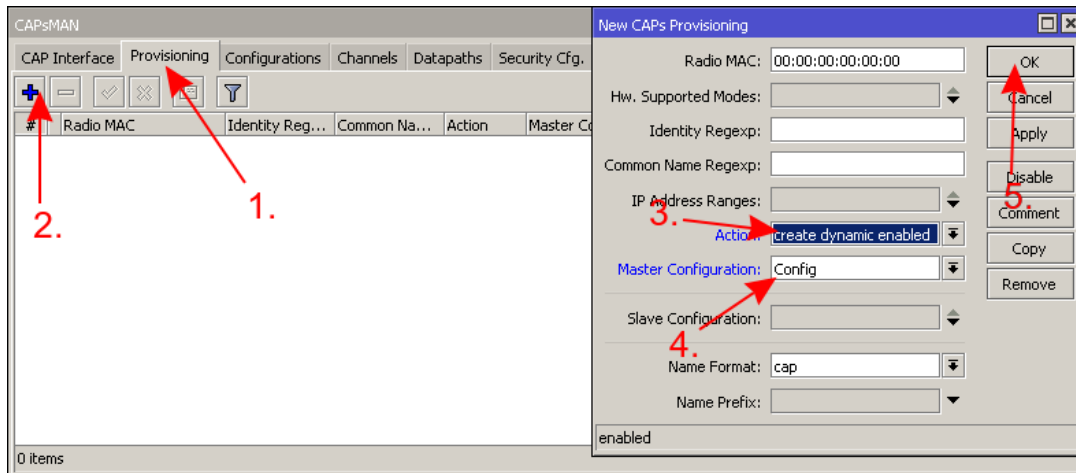 CAPsMAN
CAP Interface Provisioning Configurations Channels Datapaths Security Cfg.
# Radio MAC Identity Reg... Common Na... Action Master Co
1.
2.
0 items
New CAPs Provisioning
Radio MAC: 00:00:00:00:00:00
Hw. Supported Modes:
Identity Regexp:
Common Name Regexp:
IP Address Ranges:
3.
Action: create dynamic enabled
Master Configuration: Config
Slave Configuration:
4.
Name Format: cap
Name Prefix:
enabled
OK
Cancel
Apply
Disable
5.
Comment
Copy
Remove